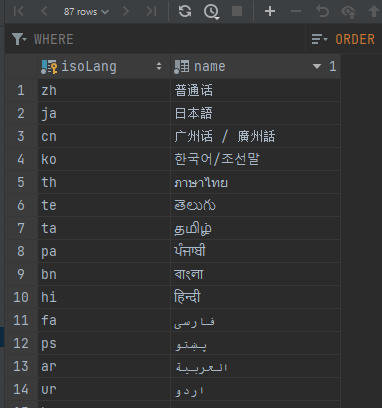 87 rows
WHERE
ORDER
isoLang name 1
1 zh 普通话
2 ja 日本語
3 cn 广州话 / 廣州話
4 ko 한국어/조선말
5 th ภาษาไทย
6 te తెలుగు
7 ta தமிழ்
8 pa ਪੰਜਾਬੀ
9 bn বাংলা
10 hi हिन्दी
11 fa فارسی
12 ps پښتو
13 ar العربية
14 ur اردو